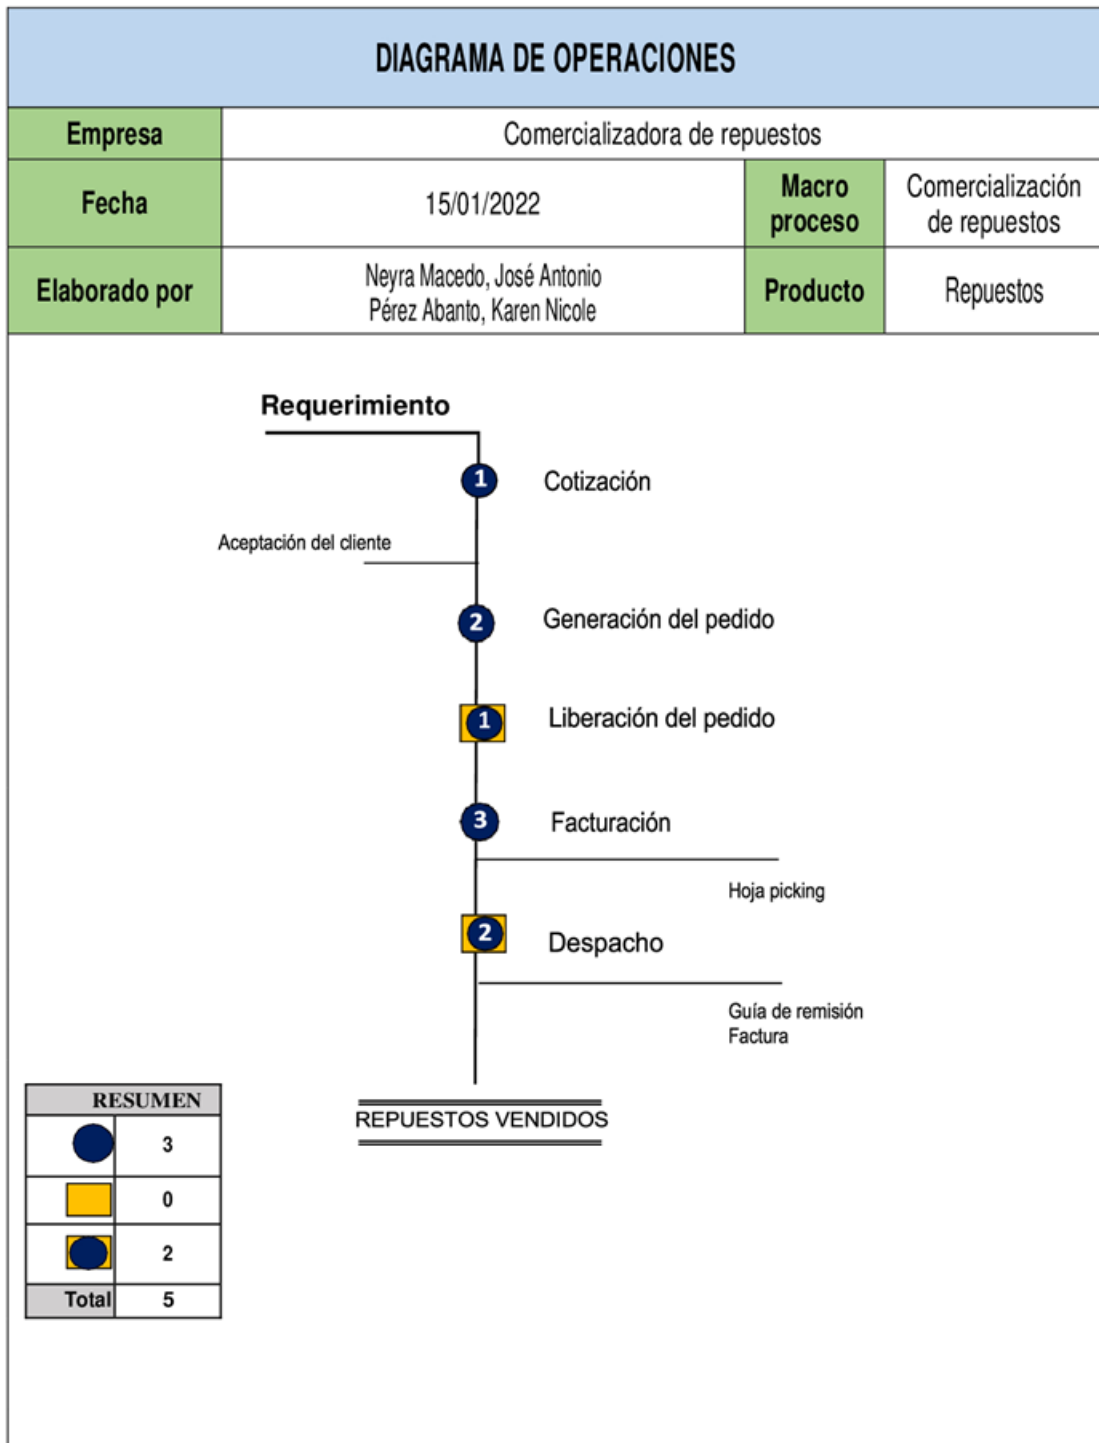 DIAGRAMA DE OPERACIONES
Empresa
Comercializadora de repuestos
Fecha
15/01/2022
Macro
proceso
Comercialización
de repuestos
Elaborado por
Neyra Macedo, José Antonio
Pérez Abanto, Karen Nicole
Producto
Repuestos
Requerimiento
1
Cotización
Aceptación del cliente
2
Generación del pedido
1
Liberación del pedido
3
Facturación
Hoja picking
2
Despacho
Guía de remisión
Factura
REPUESTOS VENDIDOS
RESUMEN
3
0
2
Total 5